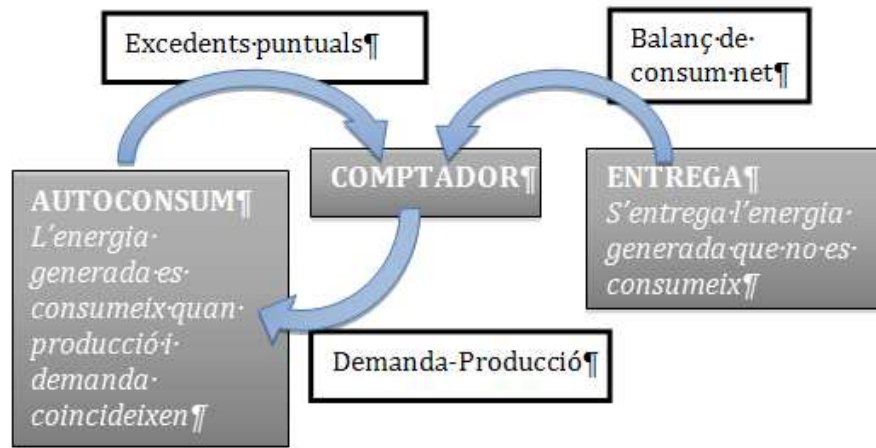 Excedents·puntuals¶
Balanç·de·
consum·net¶
COMPTADOR¶
AUTOCONSUM¶
L’energia·
generada·es·
consumeix·quan·
producció·i·
demanda·
coincideixen¶
ENTREGA¶
S’entrega·l’energia·
generada·que·no·es·
consumeix¶
Demanda-Producció¶